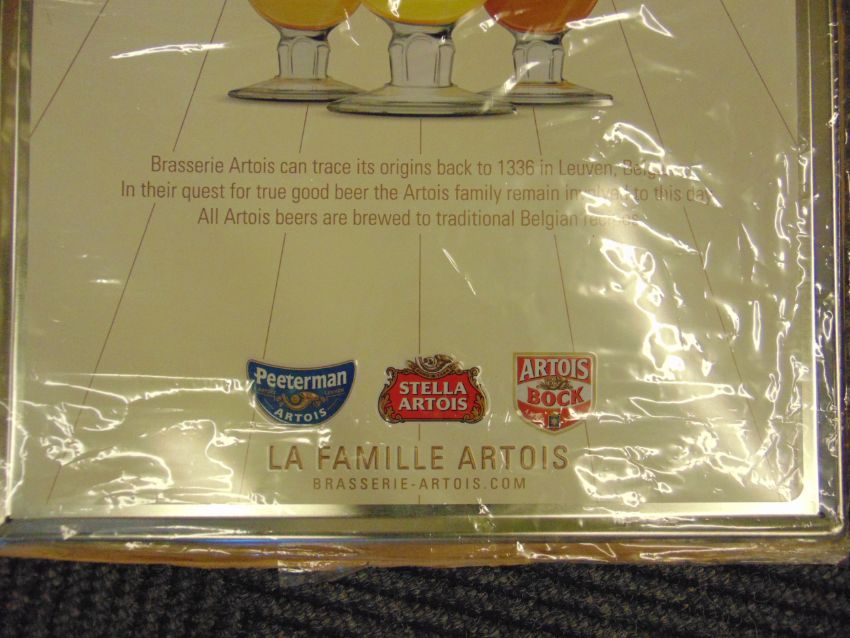 Brasserie Artois can trace its origins back to 1336 in Leuven,
In their quest for true good beer the Artois family remain involved to this day
All Artois beers are brewed to traditional Belgian
Peeterman
ARTOIS
STELLA
ARTOIS
ARTOIS
BOCK
LA FAMILLE ARTOIS
BRASSERIE-ARTOIS.COM